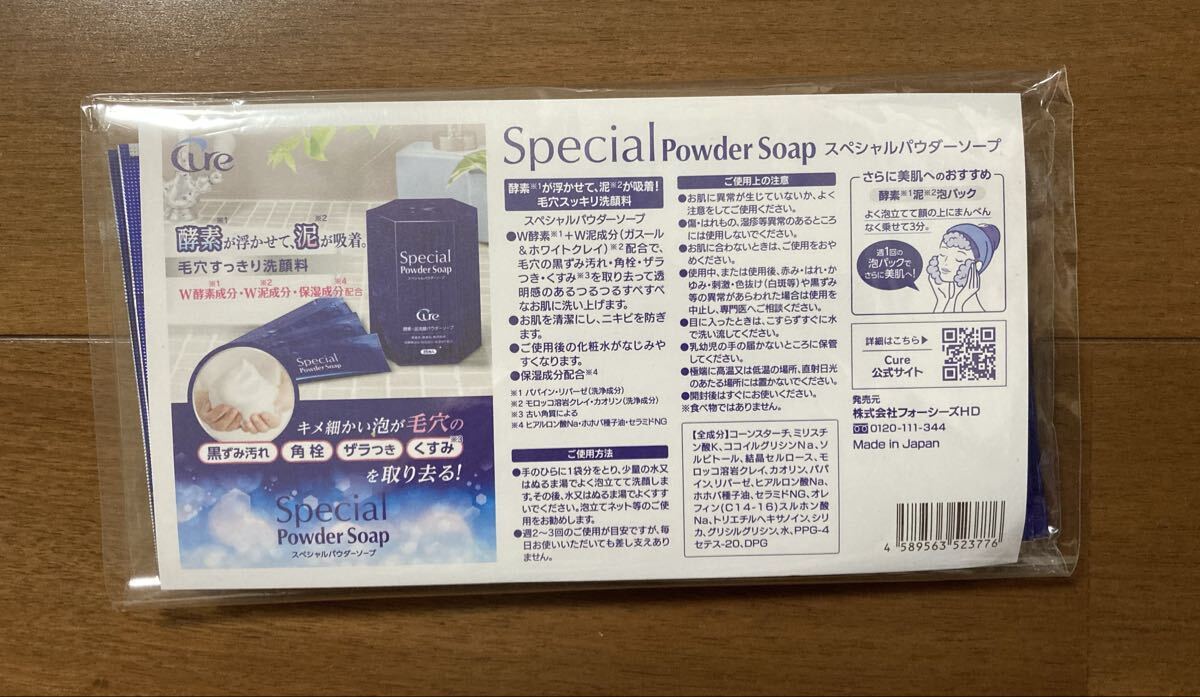 Cure
酵素※1が浮かせて、泥※2が吸着。
毛穴すっきり洗顔料
W酵素成分※1・W泥成分※2・保湿成分※4配合
Special
Powder Soap
スペシャルパウダーソープ
Cure
Special
Powder Soap
キメ細かい泡が毛穴の
黒ずみ汚れ 角栓 ザラつき くすみ※3
を取り去る!
Special
Powder Soap
スペシャルパウダーソープ
Special Powder Soap スペシャルパウダーソープ
酵素※1が浮かせて、泥※2が吸着!
毛穴スッキリ洗顔料
スペシャルパウダーソープ
●W酵素※1+W泥成分(ガスール
&ホワイトクレイ)※2配合で、
毛穴の黒ずみ汚れ・角栓・ザラ
つき・くすみ※3を取り去って透
明感のあるつるつるすべすべ
なお肌に洗い上げます。
●お肌を清潔にし、ニキビを防ぎ
ます。
●ご使用後の化粧水がなじみや
すくなります。
●保湿成分配合※4
※1 パパイン・リパーゼ(洗浄成分)
※2 モロッコ溶岩クレイ・カオリン(洗浄成分)
※3 古い角質による
※4 ヒアルロン酸Na・ホホバ種子油・セラミドNG
ご使用方法
●手のひらに1袋分をとり、少量の水又
はぬるま湯でよく泡立てて洗顔しま
す。その後、水又はぬるま湯でよくすす
いでください。泡立てネット等のご使
用をお勧めします。
●週2~3回のご使用が目安ですが、毎
日お使いいただいても差し支えあり
ません。
ご使用上の注意
●お肌に異常が生じていないか、よく
注意をしてご使用ください。
●傷・はれもの、湿疹等異常のあるところ
には使用しないでください。
●お肌に合わないときは、ご使用をおや
めください。
●使用中、または使用後、赤み・はれ・か
ゆみ・刺激・色抜け(白斑等)や黒ずみ
等の異常があらわれた場合は使用を
中止し、専門医へご相談ください。
●目に入ったときは、こすらずすぐに水
で洗い流してください。
●乳幼児の手の届かないところに保管
してください。
●極端に高温又は低温の場所、直射日光
のあたる場所には置かないでください。
●開封後はすぐにお使いください。
※食べ物ではありません。
【全成分】コーンスターチ、ミリスチ
ン酸K、ココイルグリシンNa、ソ
ルビトール、結晶セルロース、モ
ロッコ溶岩クレイ、カオリン、パパ
イン、リパーゼ、ヒアルロン酸Na、
ホホバ種子油、セラミドNG、オレ
フィン(C14-16)スルホン酸
Na、トリエチルヘキサノイン、シリ
カ、グリシルグリシン、水、PPG-4
セテス-20、DPG
さらに美肌へのおすすめ
酵素※1泥※2泡パック
よく泡立てて顔の上にまんべん
なく乗せて3分。
週1回の
泡パックで
さらに美肌へ!
詳細はこちら▶
Cure
公式サイト
発売元
株式会社フォーシーズHD
0120-111-344
Made in Japan
4 589563 523776